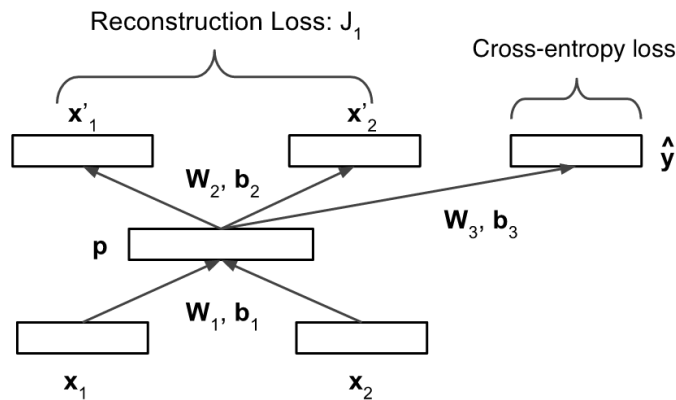 Reconstruction Loss: J₁
Cross-entropy loss
x'₁
x'₂
ŷ
W₂, b₂
W₃, b₃
p
W₁, b₁
x₁
x₂